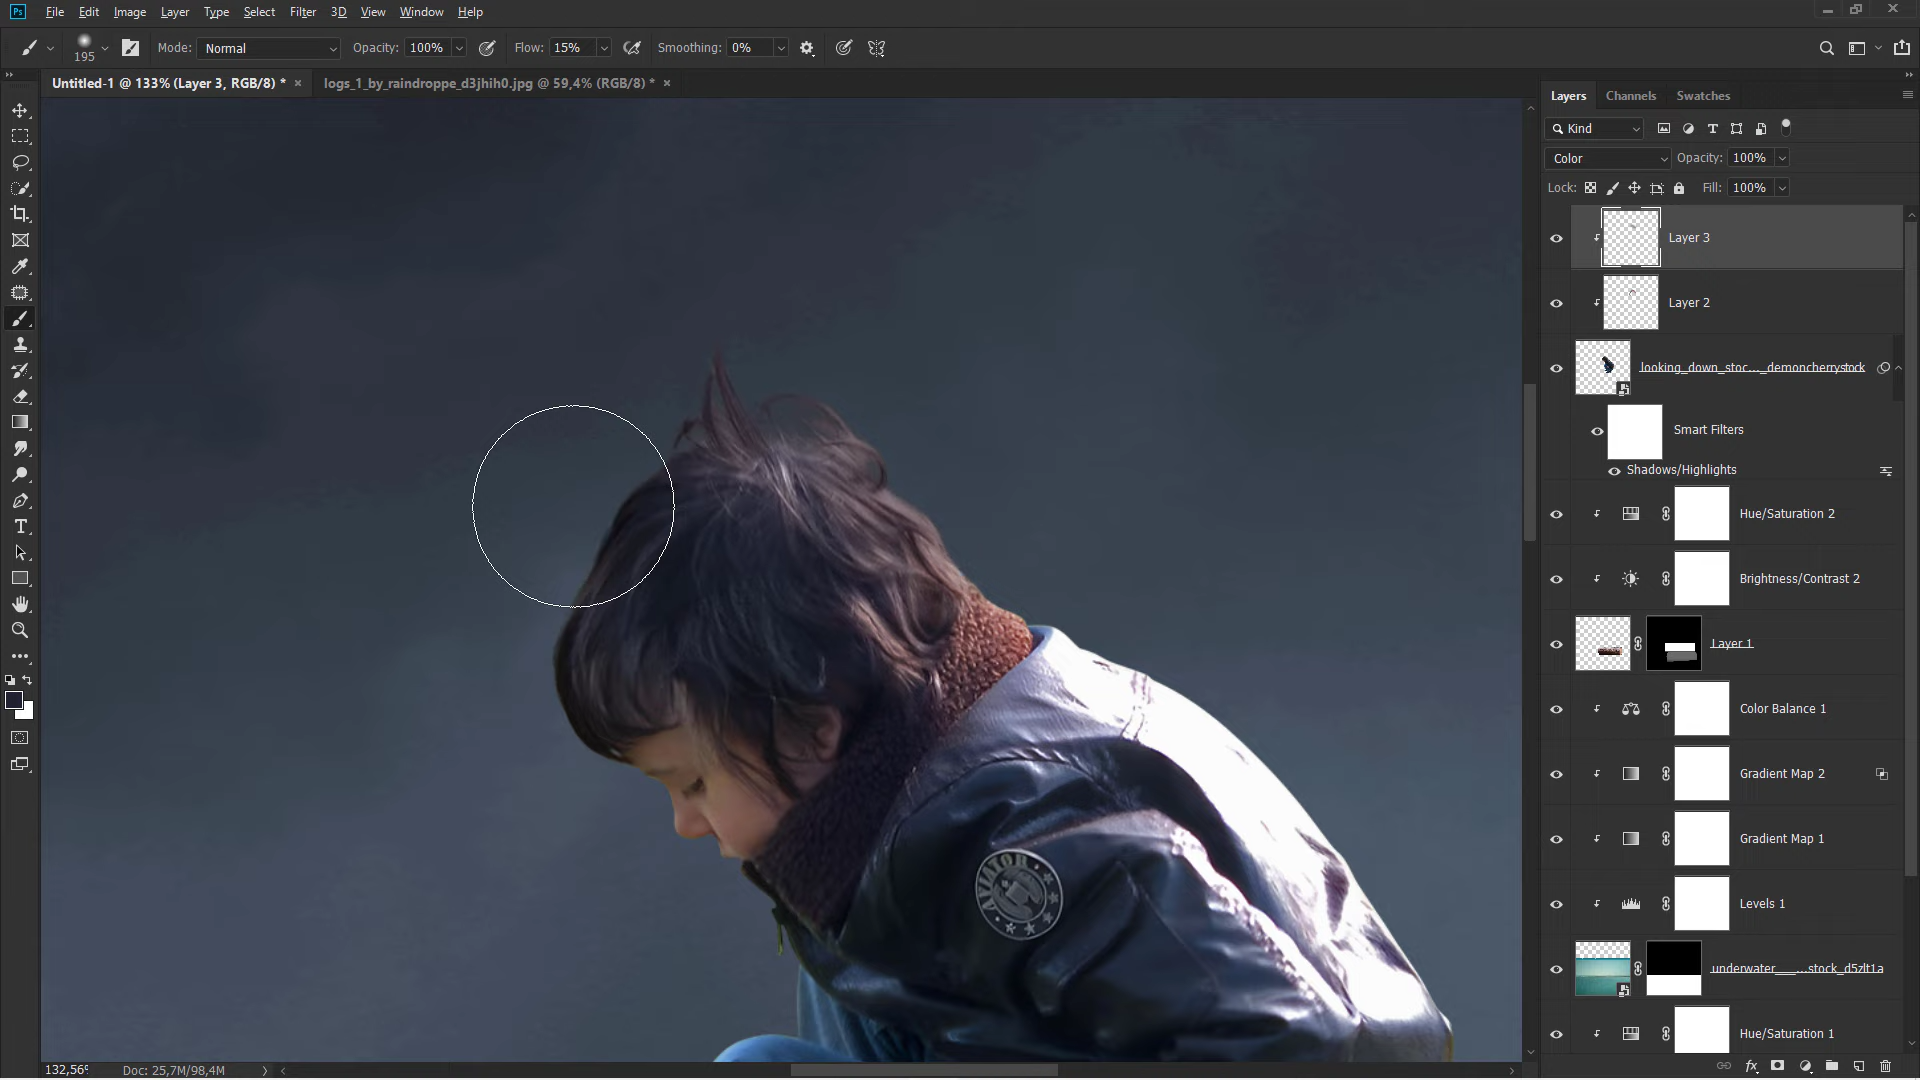 File Edit Image Layer Type Select Filter 3D View Window Help
195 Mode: Normal Opacity: 100% Flow: 15% Smoothing: 0%
Untitled-1 @ 133% (Layer 3, RGB/8) * × logs_1_by_raindroppe_d3jhih0.jpg @ 59,4% (RGB/8) * ×
Layers Channels Swatches
Kind
Color Opacity: 100%
Lock: Fill: 100%
Layer 3
Layer 2
looking_down_stoc..._demoncherrystock
Smart Filters
Shadows/Highlights
Hue/Saturation 2
Brightness/Contrast 2
Layer 1
Color Balance 1
Gradient Map 2
Gradient Map 1
AVIATOR
Levels 1
underwater___...stock_d5zlt1a
Hue/Saturation 1
132,56% Doc: 25,7M/98,4M